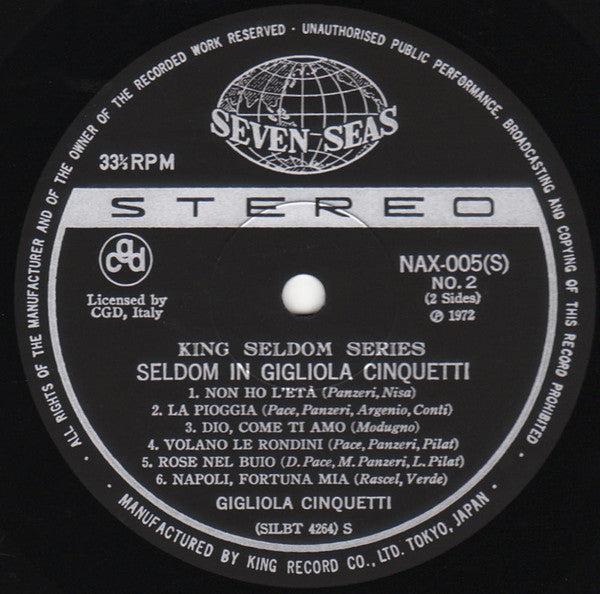 · ALL RIGHTS OF THE MANUFACTURER AND OF THE OWNER OF THE RECORDED WORK RESERVED · UNAUTHORISED PUBLIC PERFORMANCE, BROADCASTING AND COPYING OF THIS RECORD PROHIBITED ·
SEVEN SEAS
33⅓ RPM
STEREO
cgd
Licensed by
CGD, Italy
NAX-005(S)
NO. 2
(2 Sides)
Ⓟ 1972
KING SELDOM SERIES
SELDOM IN GIGLIOLA CINQUETTI
1. NON HO L'ETÀ (Panzeri, Nisa)
2. LA PIOGGIA (Pace, Panzeri, Argenio, Conti)
3. DIO, COME TI AMO (Modugno)
4. VOLANO LE RONDINI (Pace, Panzeri, Pilat)
5. ROSE NEL BUIO (D. Pace, M. Panzeri, L. Pilat)
6. NAPOLI, FORTUNA MIA (Rascel, Verde)
GIGLIOLA CINQUETTI
(SILBT 4264) S
· MANUFACTURED BY KING RECORD CO., LTD. TOKYO, JAPAN ·